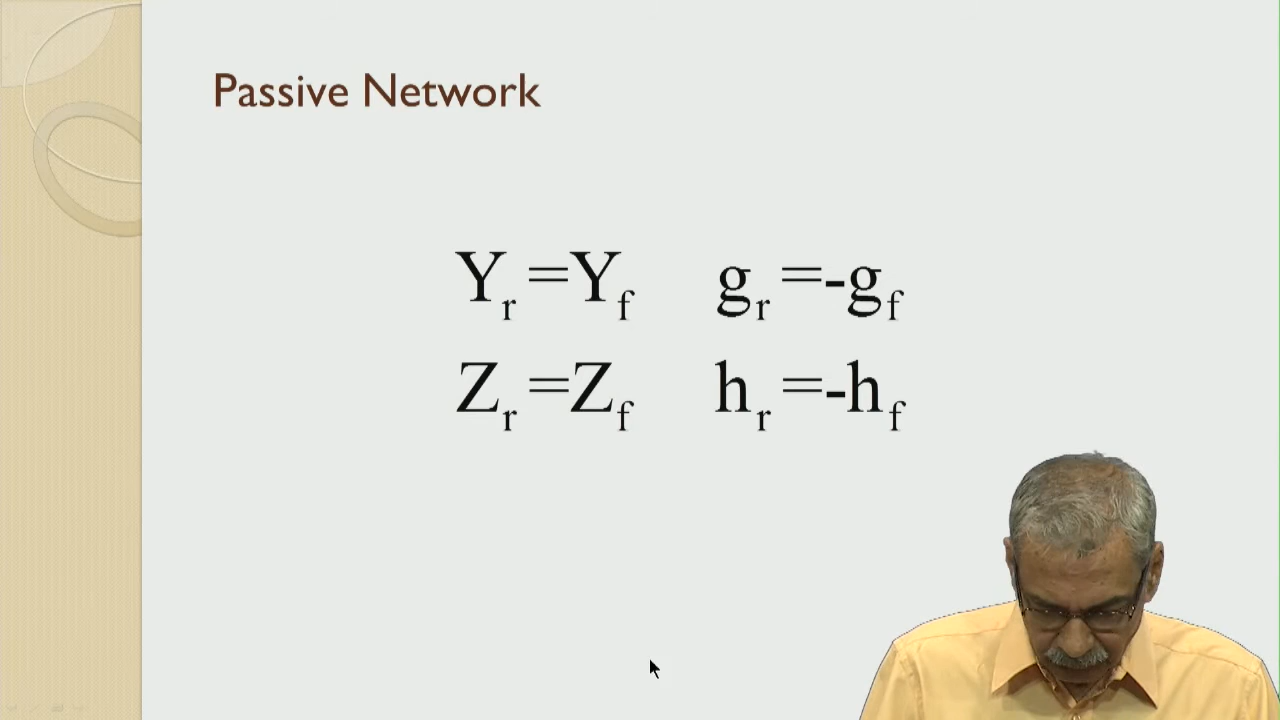 Passive Network
Yr =Yf gr =-gf
Zr =Zf hr =-hf